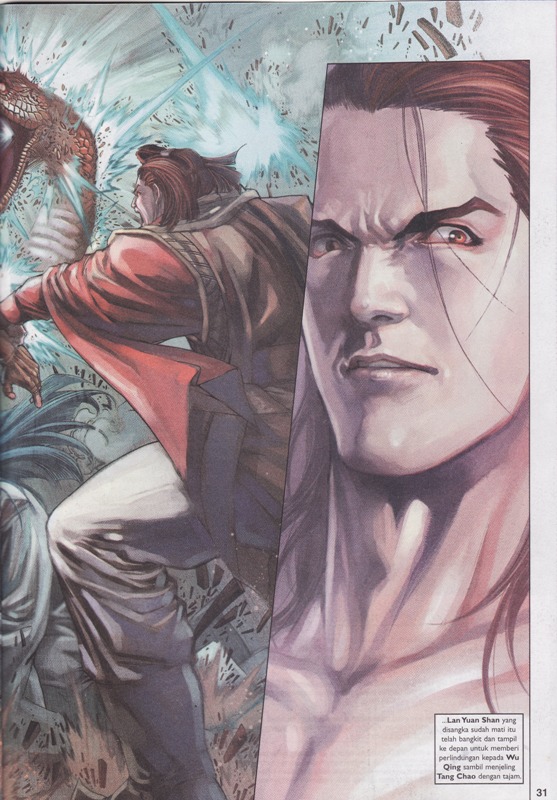 ...Lan Yuan Shan yang
disangka sudah mati itu
telah bangkit dan tampil
ke depan untuk memberi
perlindungan kepada Wu
Qing sambil menjeling
Tang Chao dengan tajam.
31